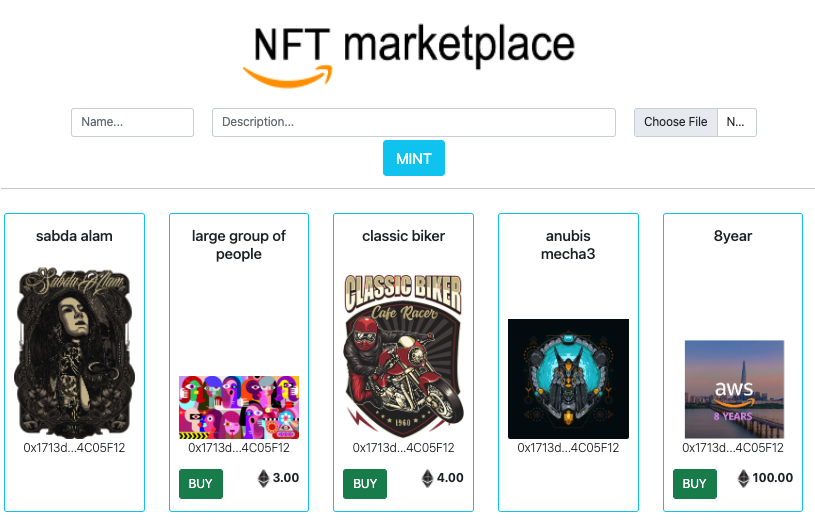 NFT marketplace
Name... Description... Choose File N...
MINT
sabda alam
large group of
people
classic biker
anubis
mecha3
8year
Sabda Alam
CLASSIC BIKER
Cafe Racer
1960
aws
8 YEARS
0x1713d...4C05F12 0x1713d...4C05F12 0x1713d...4C05F12 0x1713d...4C05F12 0x1713d...4C05F12
BUY 3.00 BUY 4.00 BUY 100.00